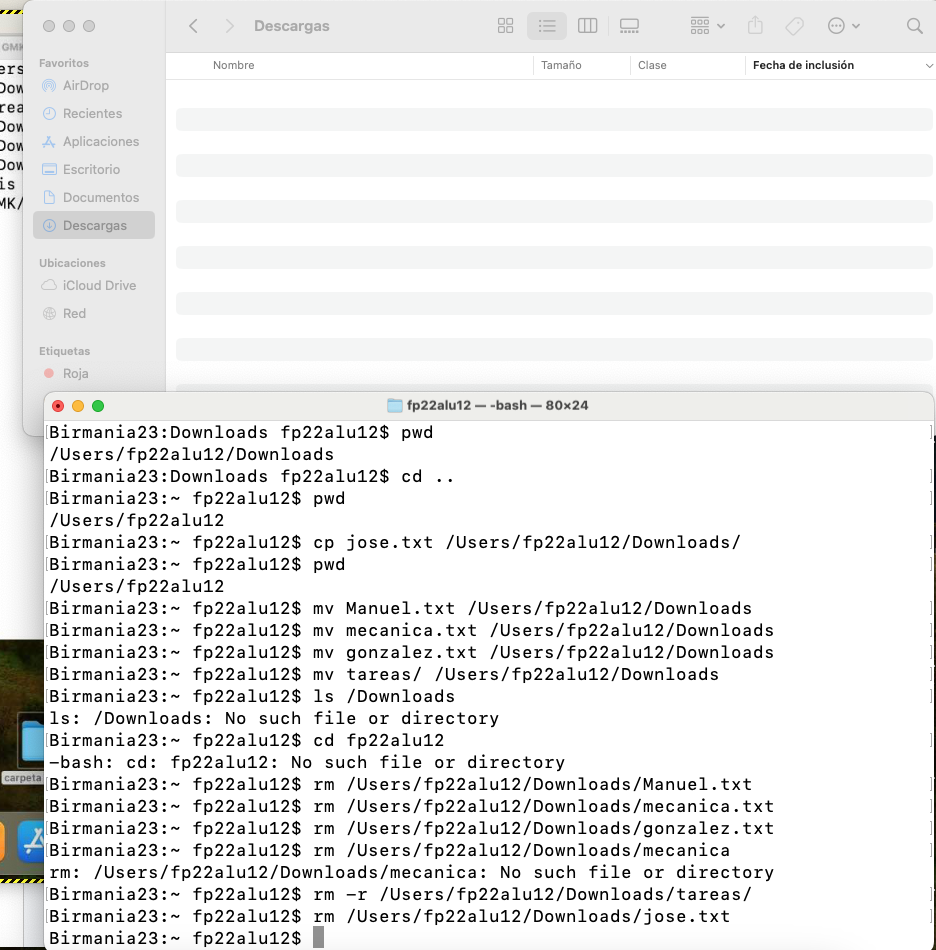 GMK
ers
Dow
rea
Dow
Dow
Dow
is
MK/
Descargas
Favoritos
AirDrop
Recientes
Aplicaciones
Escritorio
Documentos
Descargas
Ubicaciones
iCloud Drive
Red
Etiquetas
Roja
Nombre Tamaño Clase Fecha de inclusión
carpeta
fp22alu12 — -bash — 80×24
Birmania23:Downloads fp22alu12$ pwd
/Users/fp22alu12/Downloads
Birmania23:Downloads fp22alu12$ cd ..
Birmania23:~ fp22alu12$ pwd
/Users/fp22alu12
Birmania23:~ fp22alu12$ cp jose.txt /Users/fp22alu12/Downloads/
Birmania23:~ fp22alu12$ pwd
/Users/fp22alu12
Birmania23:~ fp22alu12$ mv Manuel.txt /Users/fp22alu12/Downloads
Birmania23:~ fp22alu12$ mv mecanica.txt /Users/fp22alu12/Downloads
Birmania23:~ fp22alu12$ mv gonzalez.txt /Users/fp22alu12/Downloads
Birmania23:~ fp22alu12$ mv tareas/ /Users/fp22alu12/Downloads
Birmania23:~ fp22alu12$ ls /Downloads
ls: /Downloads: No such file or directory
Birmania23:~ fp22alu12$ cd fp22alu12
-bash: cd: fp22alu12: No such file or directory
Birmania23:~ fp22alu12$ rm /Users/fp22alu12/Downloads/Manuel.txt
Birmania23:~ fp22alu12$ rm /Users/fp22alu12/Downloads/mecanica.txt
Birmania23:~ fp22alu12$ rm /Users/fp22alu12/Downloads/gonzalez.txt
Birmania23:~ fp22alu12$ rm /Users/fp22alu12/Downloads/mecanica
rm: /Users/fp22alu12/Downloads/mecanica: No such file or directory
Birmania23:~ fp22alu12$ rm -r /Users/fp22alu12/Downloads/tareas/
Birmania23:~ fp22alu12$ rm /Users/fp22alu12/Downloads/jose.txt
Birmania23:~ fp22alu12$